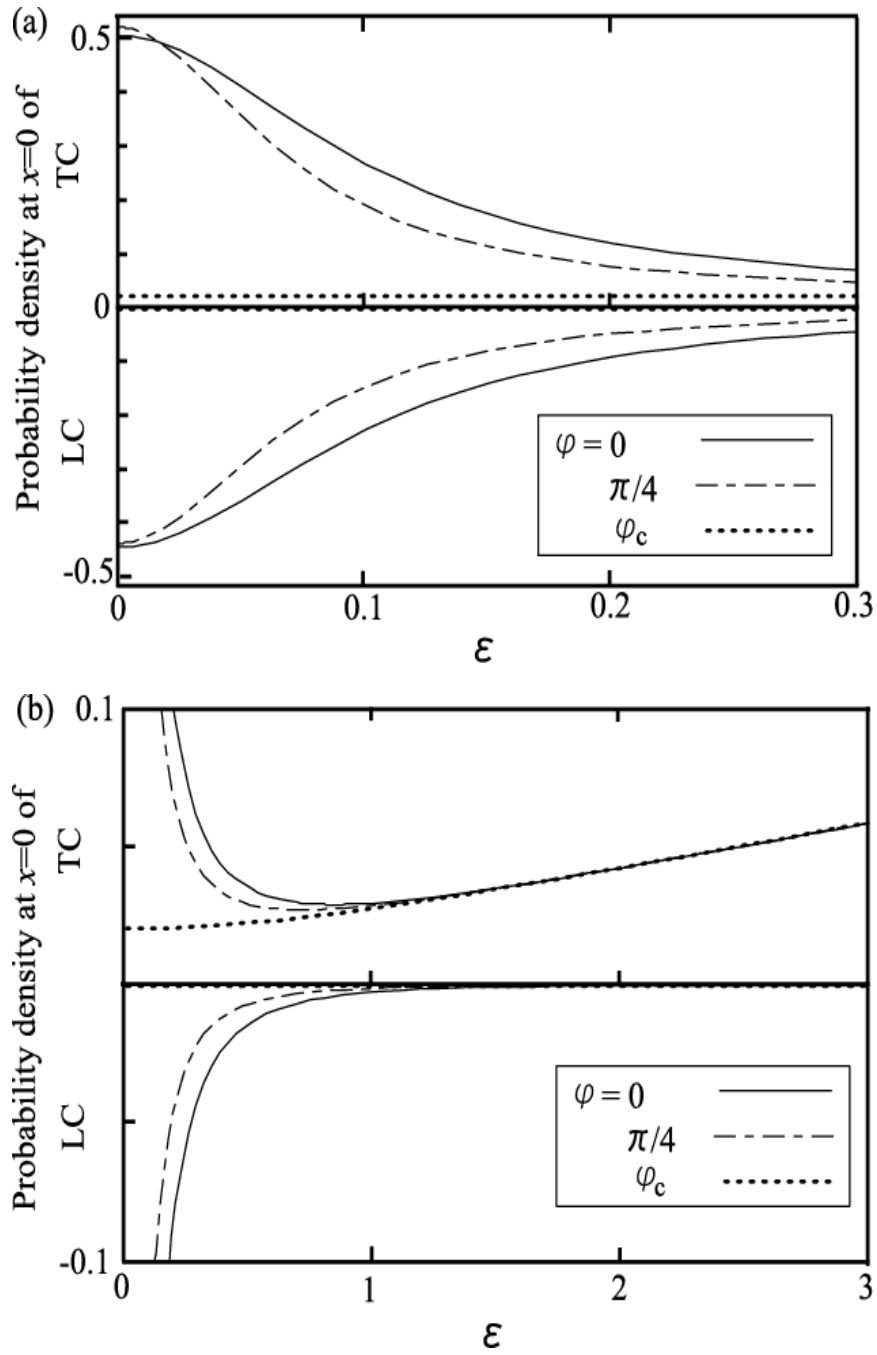 (a)
0.5
0
-0.5
Probability density at x=0 of
TC
LC
0
0.1
0.2
0.3
ε
φ = 0
π/4
φc
(b)
0.1
-0.1
Probability density at x=0 of
TC
LC
0
1
2
3
ε
φ = 0
π/4
φc